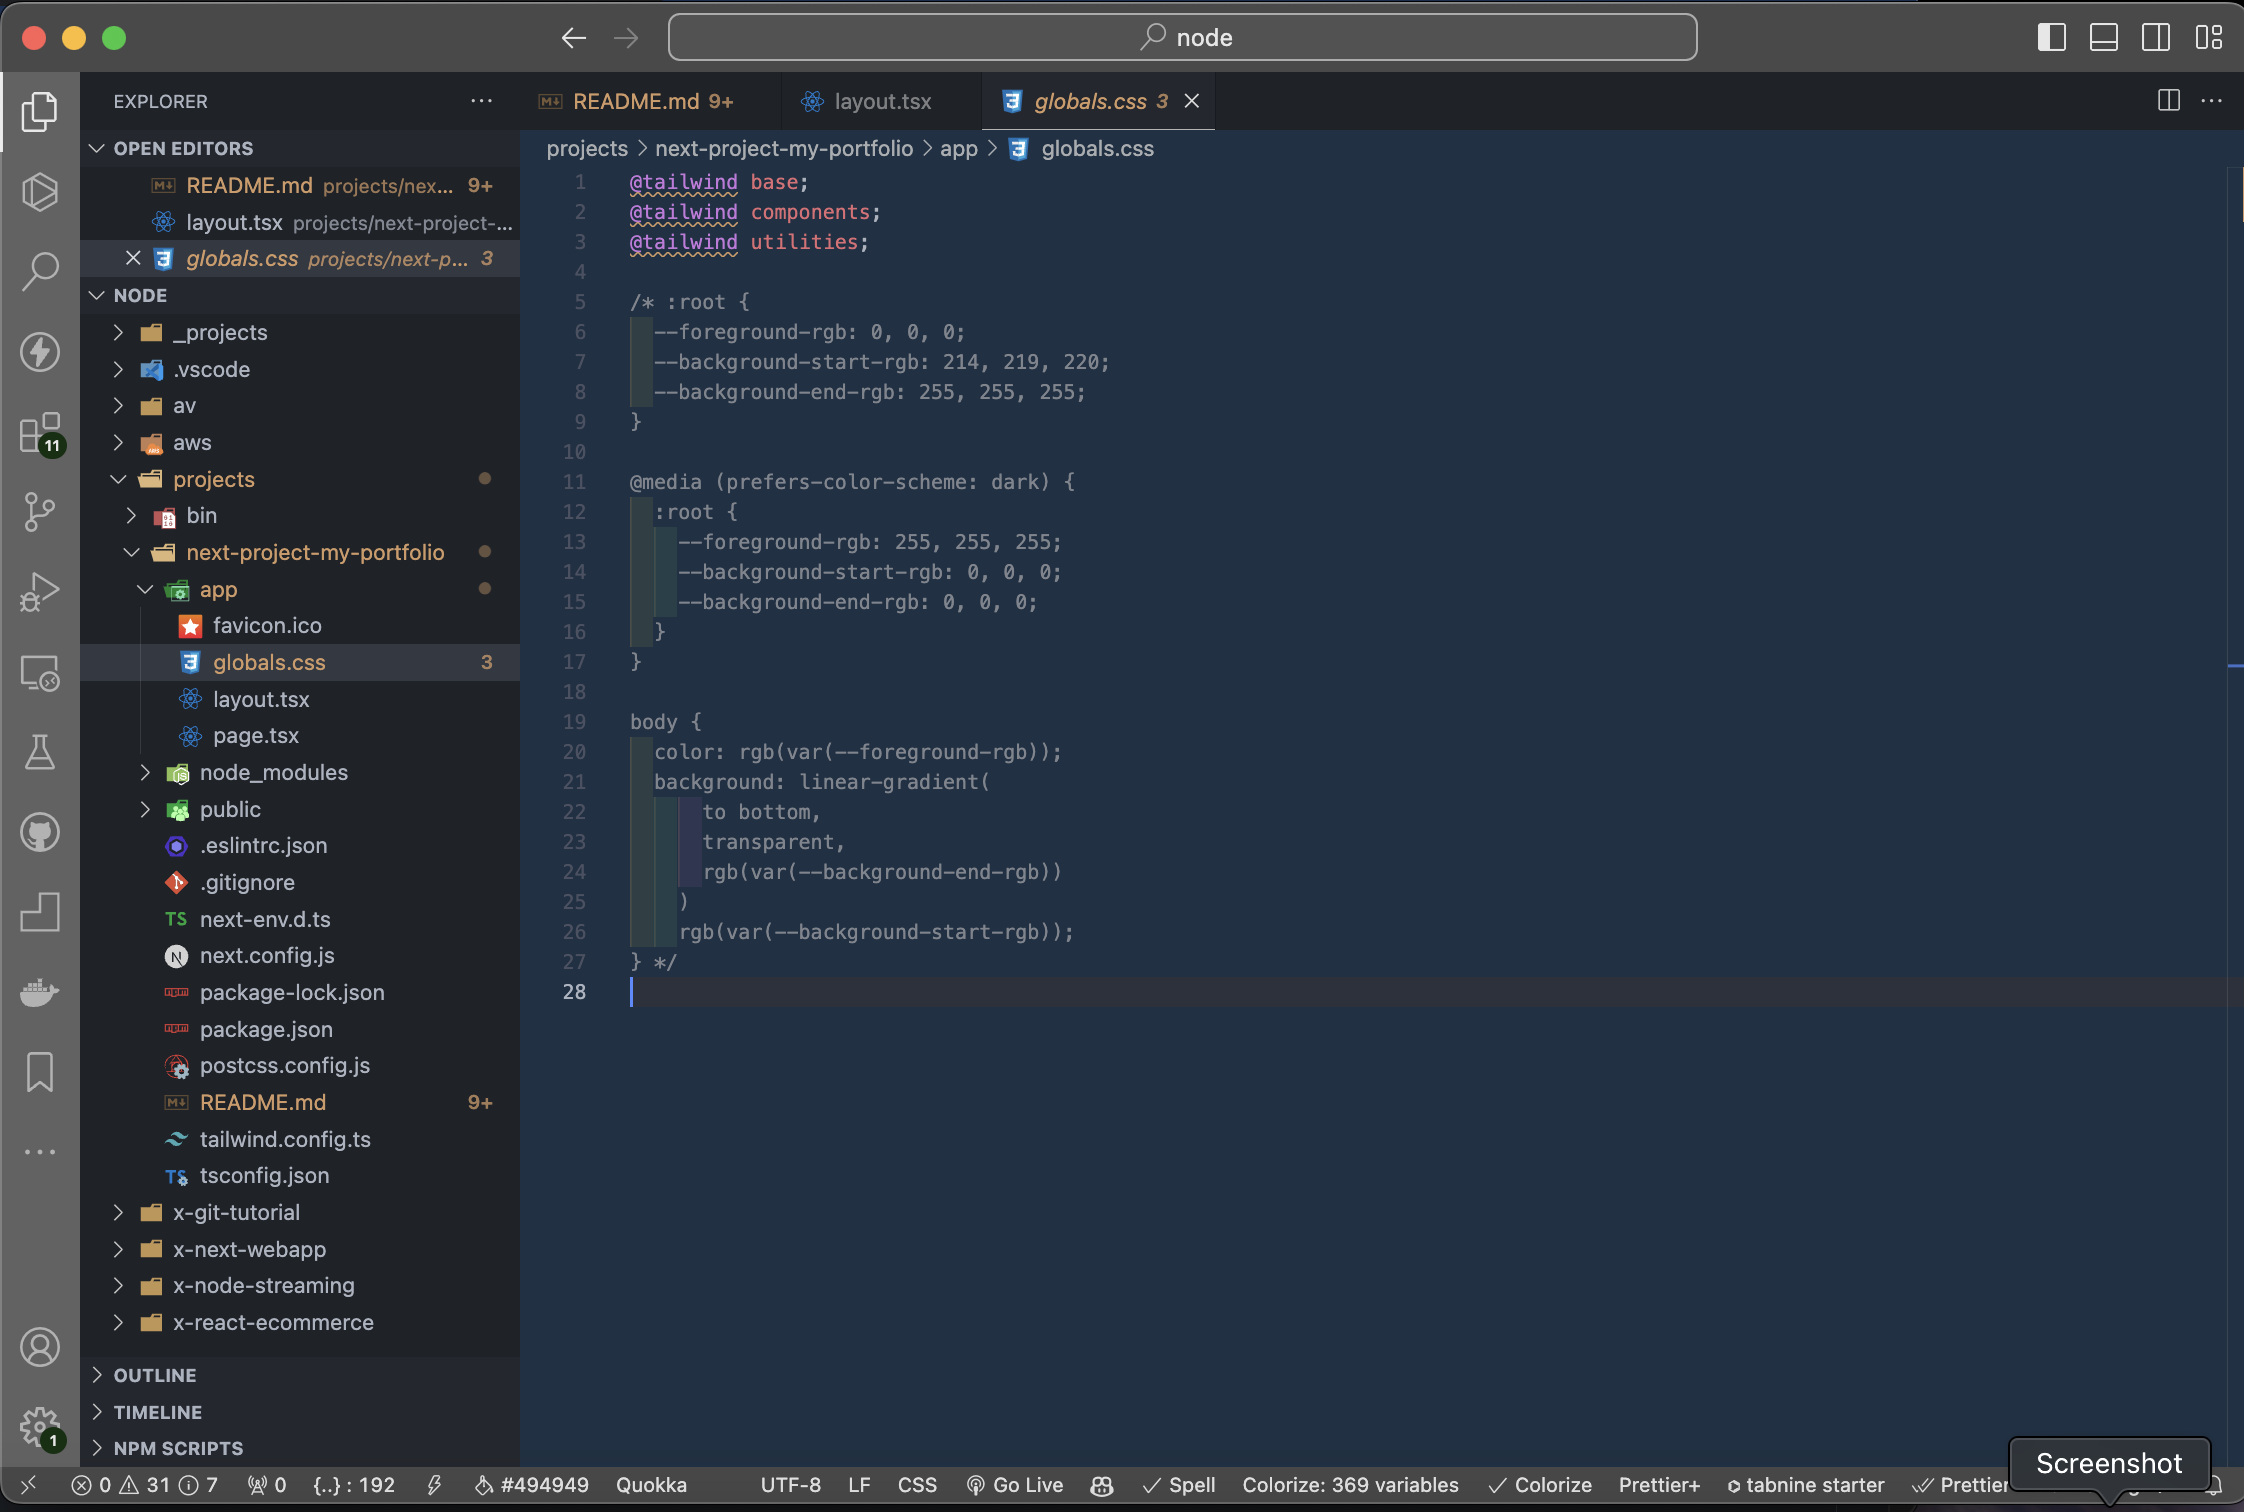 node
EXPLORER ···
README.md 9+ layout.tsx globals.css 3
OPEN EDITORS
projects > next-project-my-portfolio > app > globals.css
README.md projects/nex... 9+
layout.tsx projects/next-project-...
globals.css projects/next-p... 3
NODE
_projects
.vscode
av
aws
projects
bin
next-project-my-portfolio
app
favicon.ico
globals.css 3
layout.tsx
page.tsx
node_modules
public
.eslintrc.json
.gitignore
TS next-env.d.ts
next.config.js
package-lock.json
package.json
postcss.config.js
README.md 9+
tailwind.config.ts
TS tsconfig.json
x-git-tutorial
x-next-webapp
x-node-streaming
x-react-ecommerce
OUTLINE
TIMELINE
NPM SCRIPTS
11
1
1 @tailwind base;
2 @tailwind components;
3 @tailwind utilities;
4
5 /* :root {
6 --foreground-rgb: 0, 0, 0;
7 --background-start-rgb: 214, 219, 220;
8 --background-end-rgb: 255, 255, 255;
9 }
10
11 @media (prefers-color-scheme: dark) {
12 :root {
13 --foreground-rgb: 255, 255, 255;
14 --background-start-rgb: 0, 0, 0;
15 --background-end-rgb: 0, 0, 0;
16 }
17 }
18
19 body {
20 color: rgb(var(--foreground-rgb));
21 background: linear-gradient(
22 to bottom,
23 transparent,
24 rgb(var(--background-end-rgb))
25 )
26 rgb(var(--background-start-rgb));
27 } */
28
Screenshot
0 31 7 0 {..} : 192 #494949 Quokka UTF-8 LF CSS Go Live Spell Colorize: 369 variables Colorize Prettier+ tabnine starter Prettier